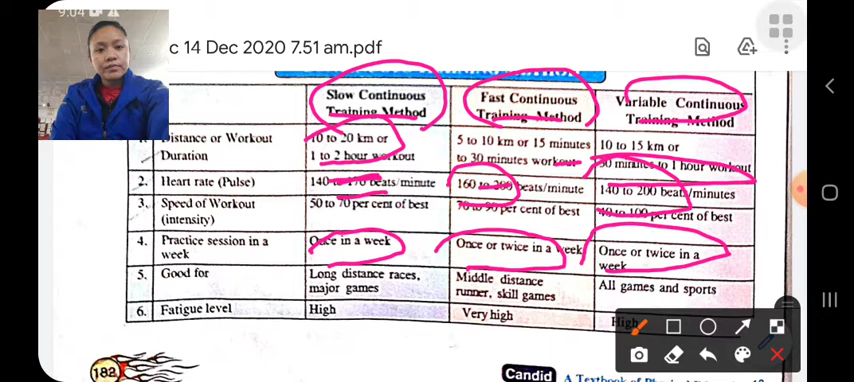 9:04
c 14 Dec 2020 7.51 am.pdf
Slow Continuous Training Method
Fast Continuous Training Method
Variable Continuous Training Method
1. Distance or Workout Duration
10 to 20 km or 1 to 2 hour workout
5 to 10 km or 15 minutes to 30 minutes workout
10 to 15 km or 30 minutes to 1 hour workout
2. Heart rate (Pulse)
140 to 170 beats/minute
160 to 200 beats/minute
140 to 200 beats/minutes
3. Speed of Workout (intensity)
50 to 70 per cent of best
70 to 90 per cent of best
40 to 100 per cent of best
4. Practice session in a week
Once in a week
Once or twice in a week
Once or twice in a week
5. Good for
Long distance races, major games
Middle distance runner, skill games
All games and sports
6. Fatigue level
High
Very high
High
182
Candid